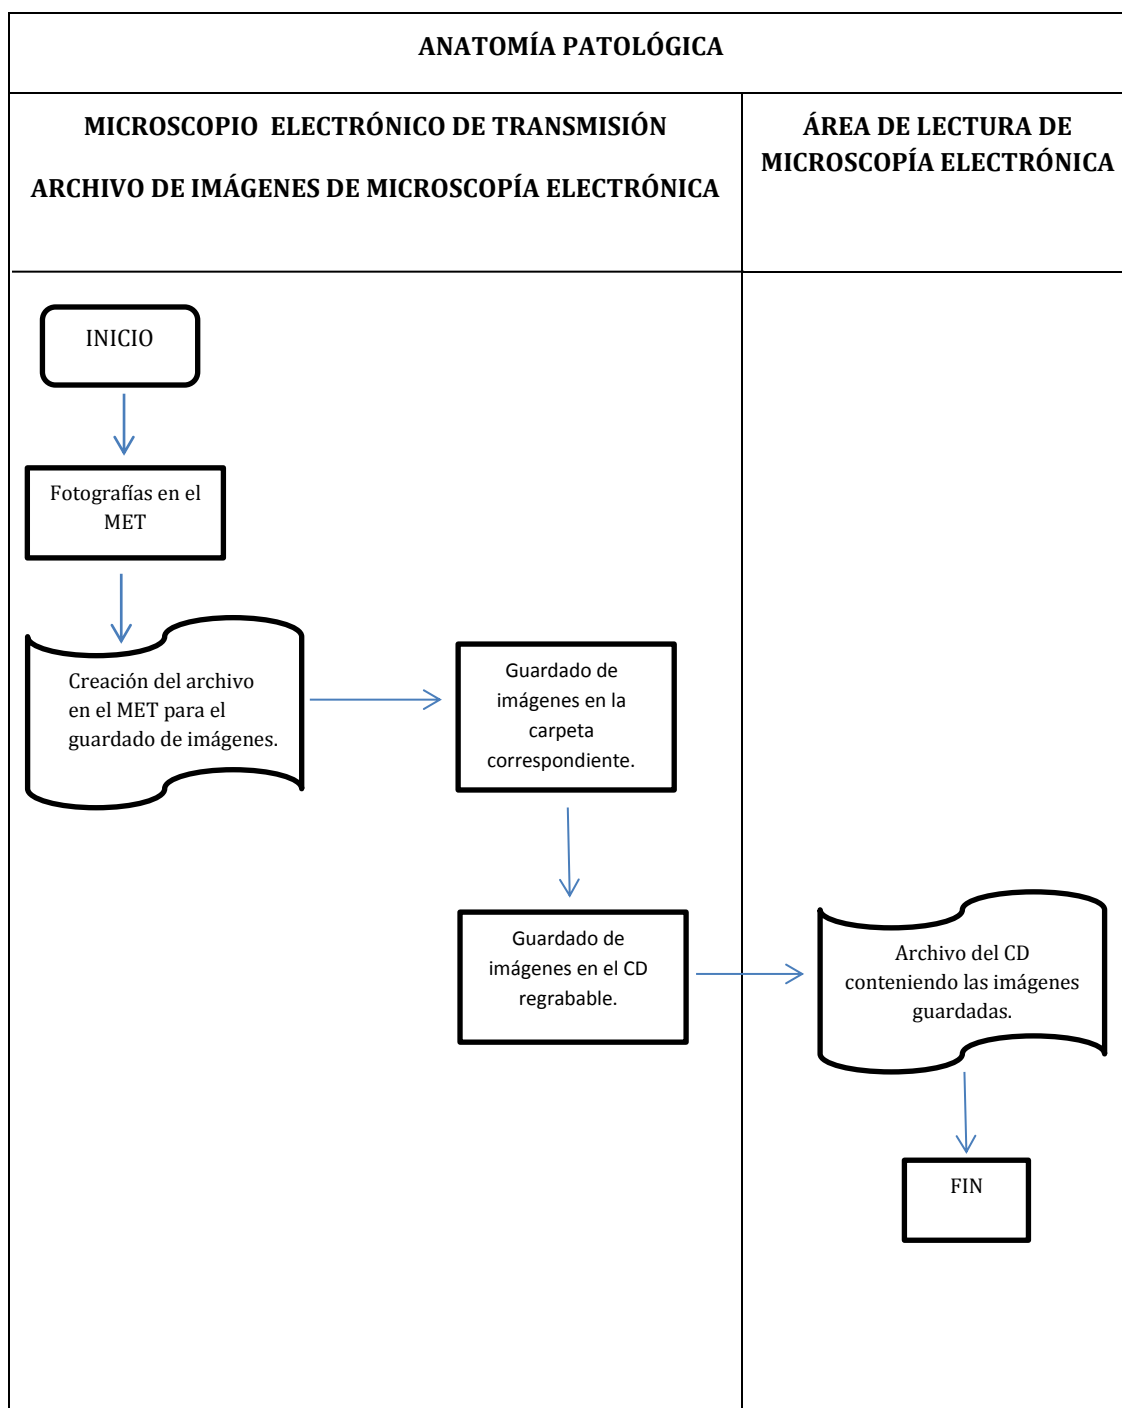 ANATOMÍA PATOLÓGICA
MICROSCOPIO ELECTRÓNICO DE TRANSMISIÓN
ARCHIVO DE IMÁGENES DE MICROSCOPÍA ELECTRÓNICA
ÁREA DE LECTURA DE
MICROSCOPÍA ELECTRÓNICA
INICIO
Fotografías en el
MET
Creación del archivo
en el MET para el
guardado de imágenes.
Guardado de
imágenes en la
carpeta
correspondiente.
Guardado de
imágenes en el CD
regrabable.
Archivo del CD
conteniendo las imágenes
guardadas.
FIN